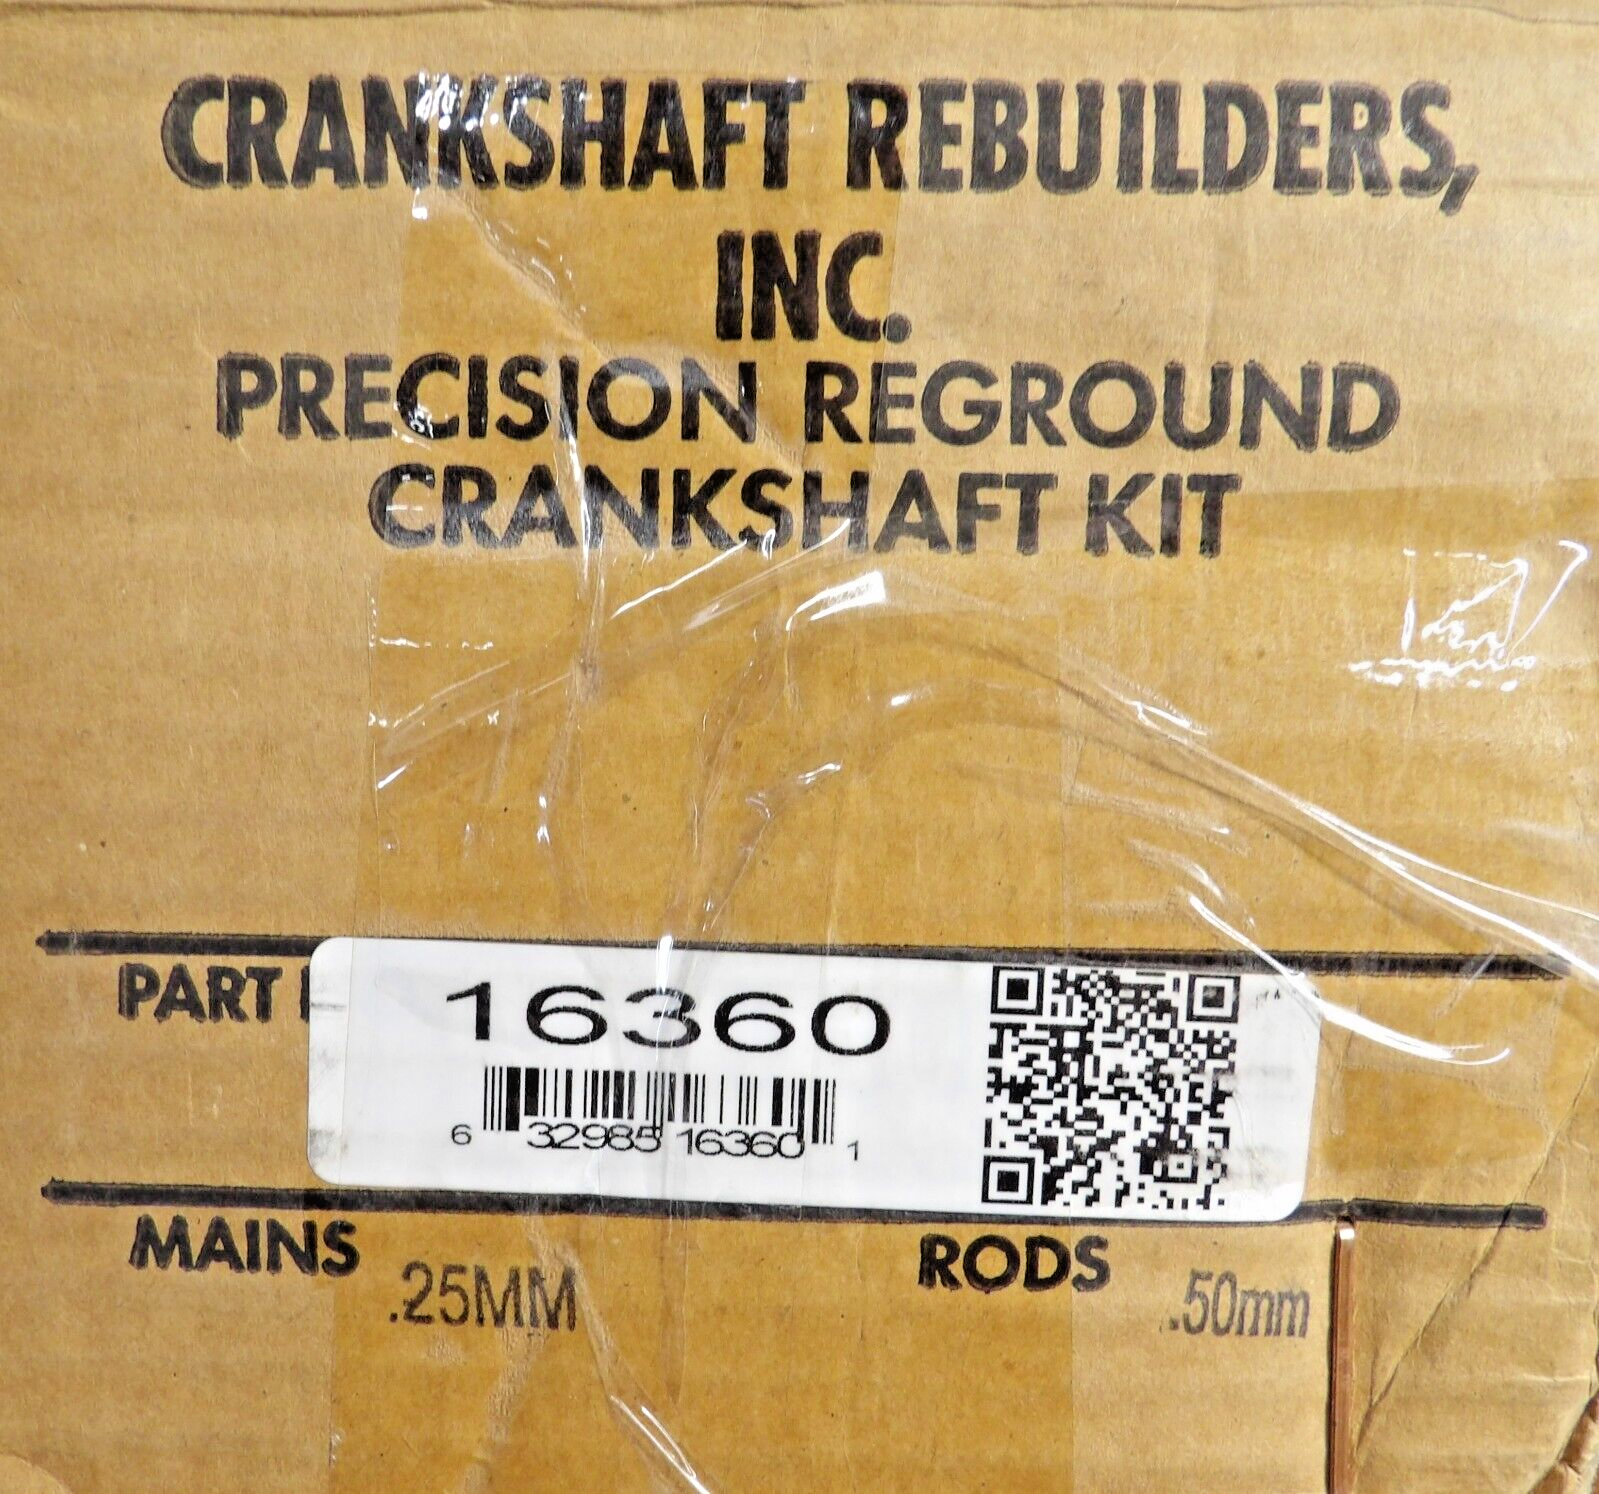 CRANKSHAFT REBUILDERS,
INC.
PRECISION REGROUND
CRANKSHAFT KIT
PART
16360
6 32985 16360 1
MAINS .25MM RODS .50mm